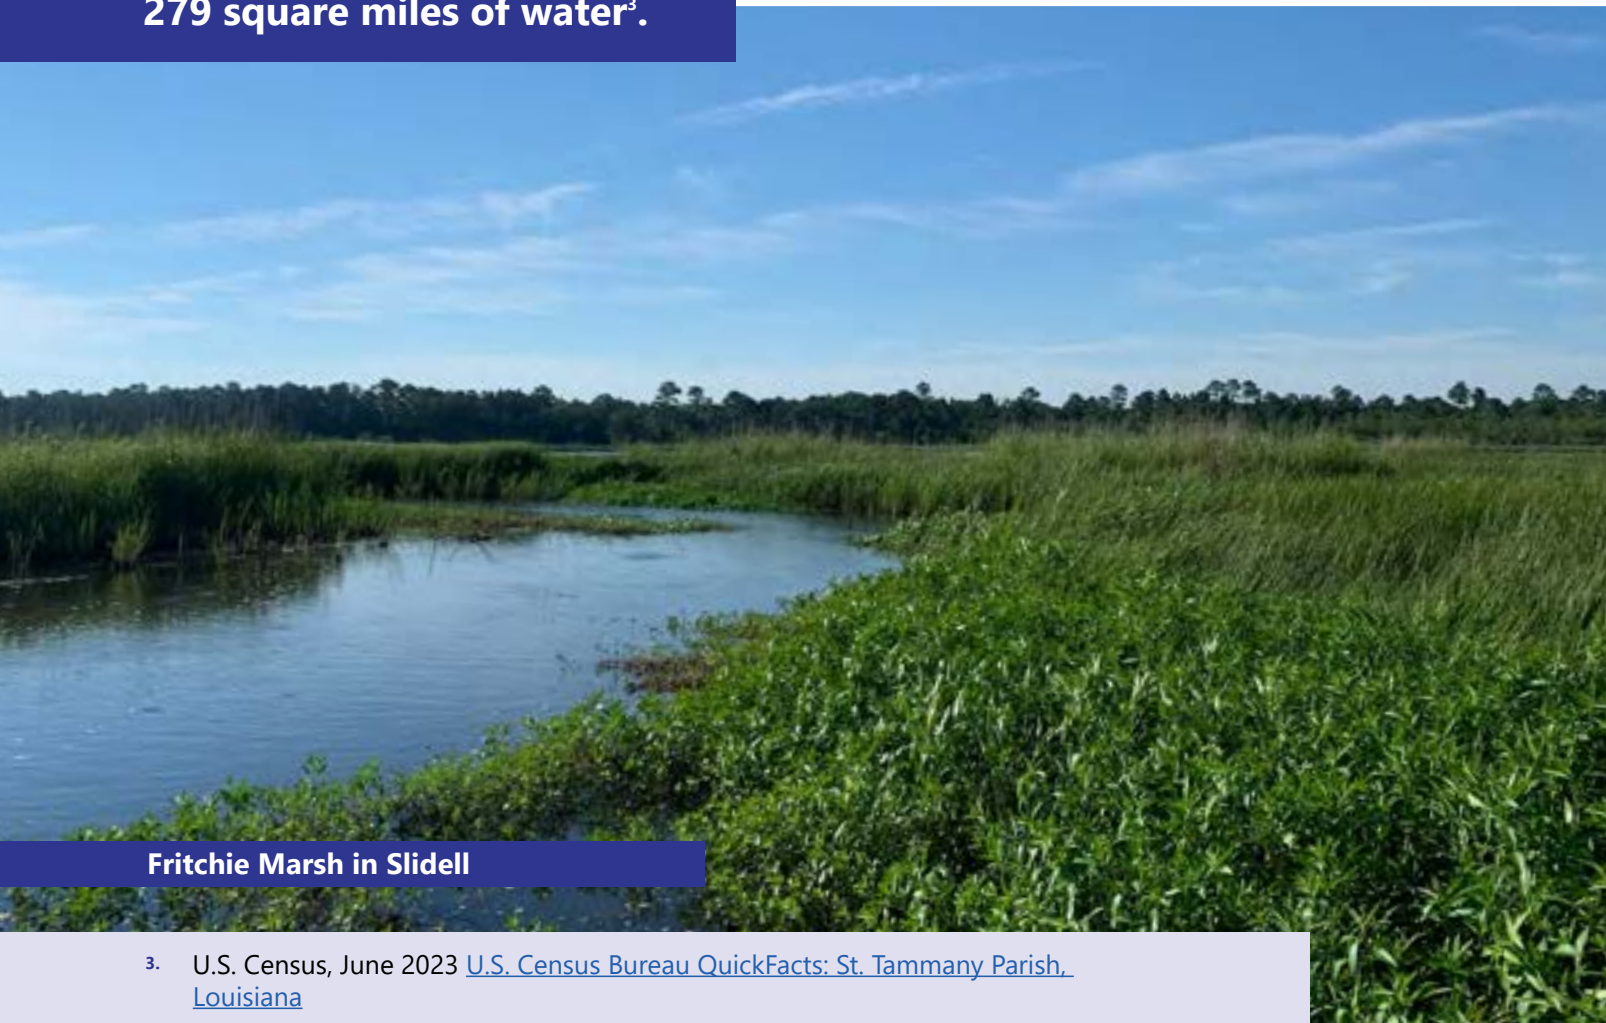 279 square miles of water³.
Fritchie Marsh in Slidell
3. U.S. Census, June 2023 U.S. Census Bureau QuickFacts: St. Tammany Parish,
Louisiana